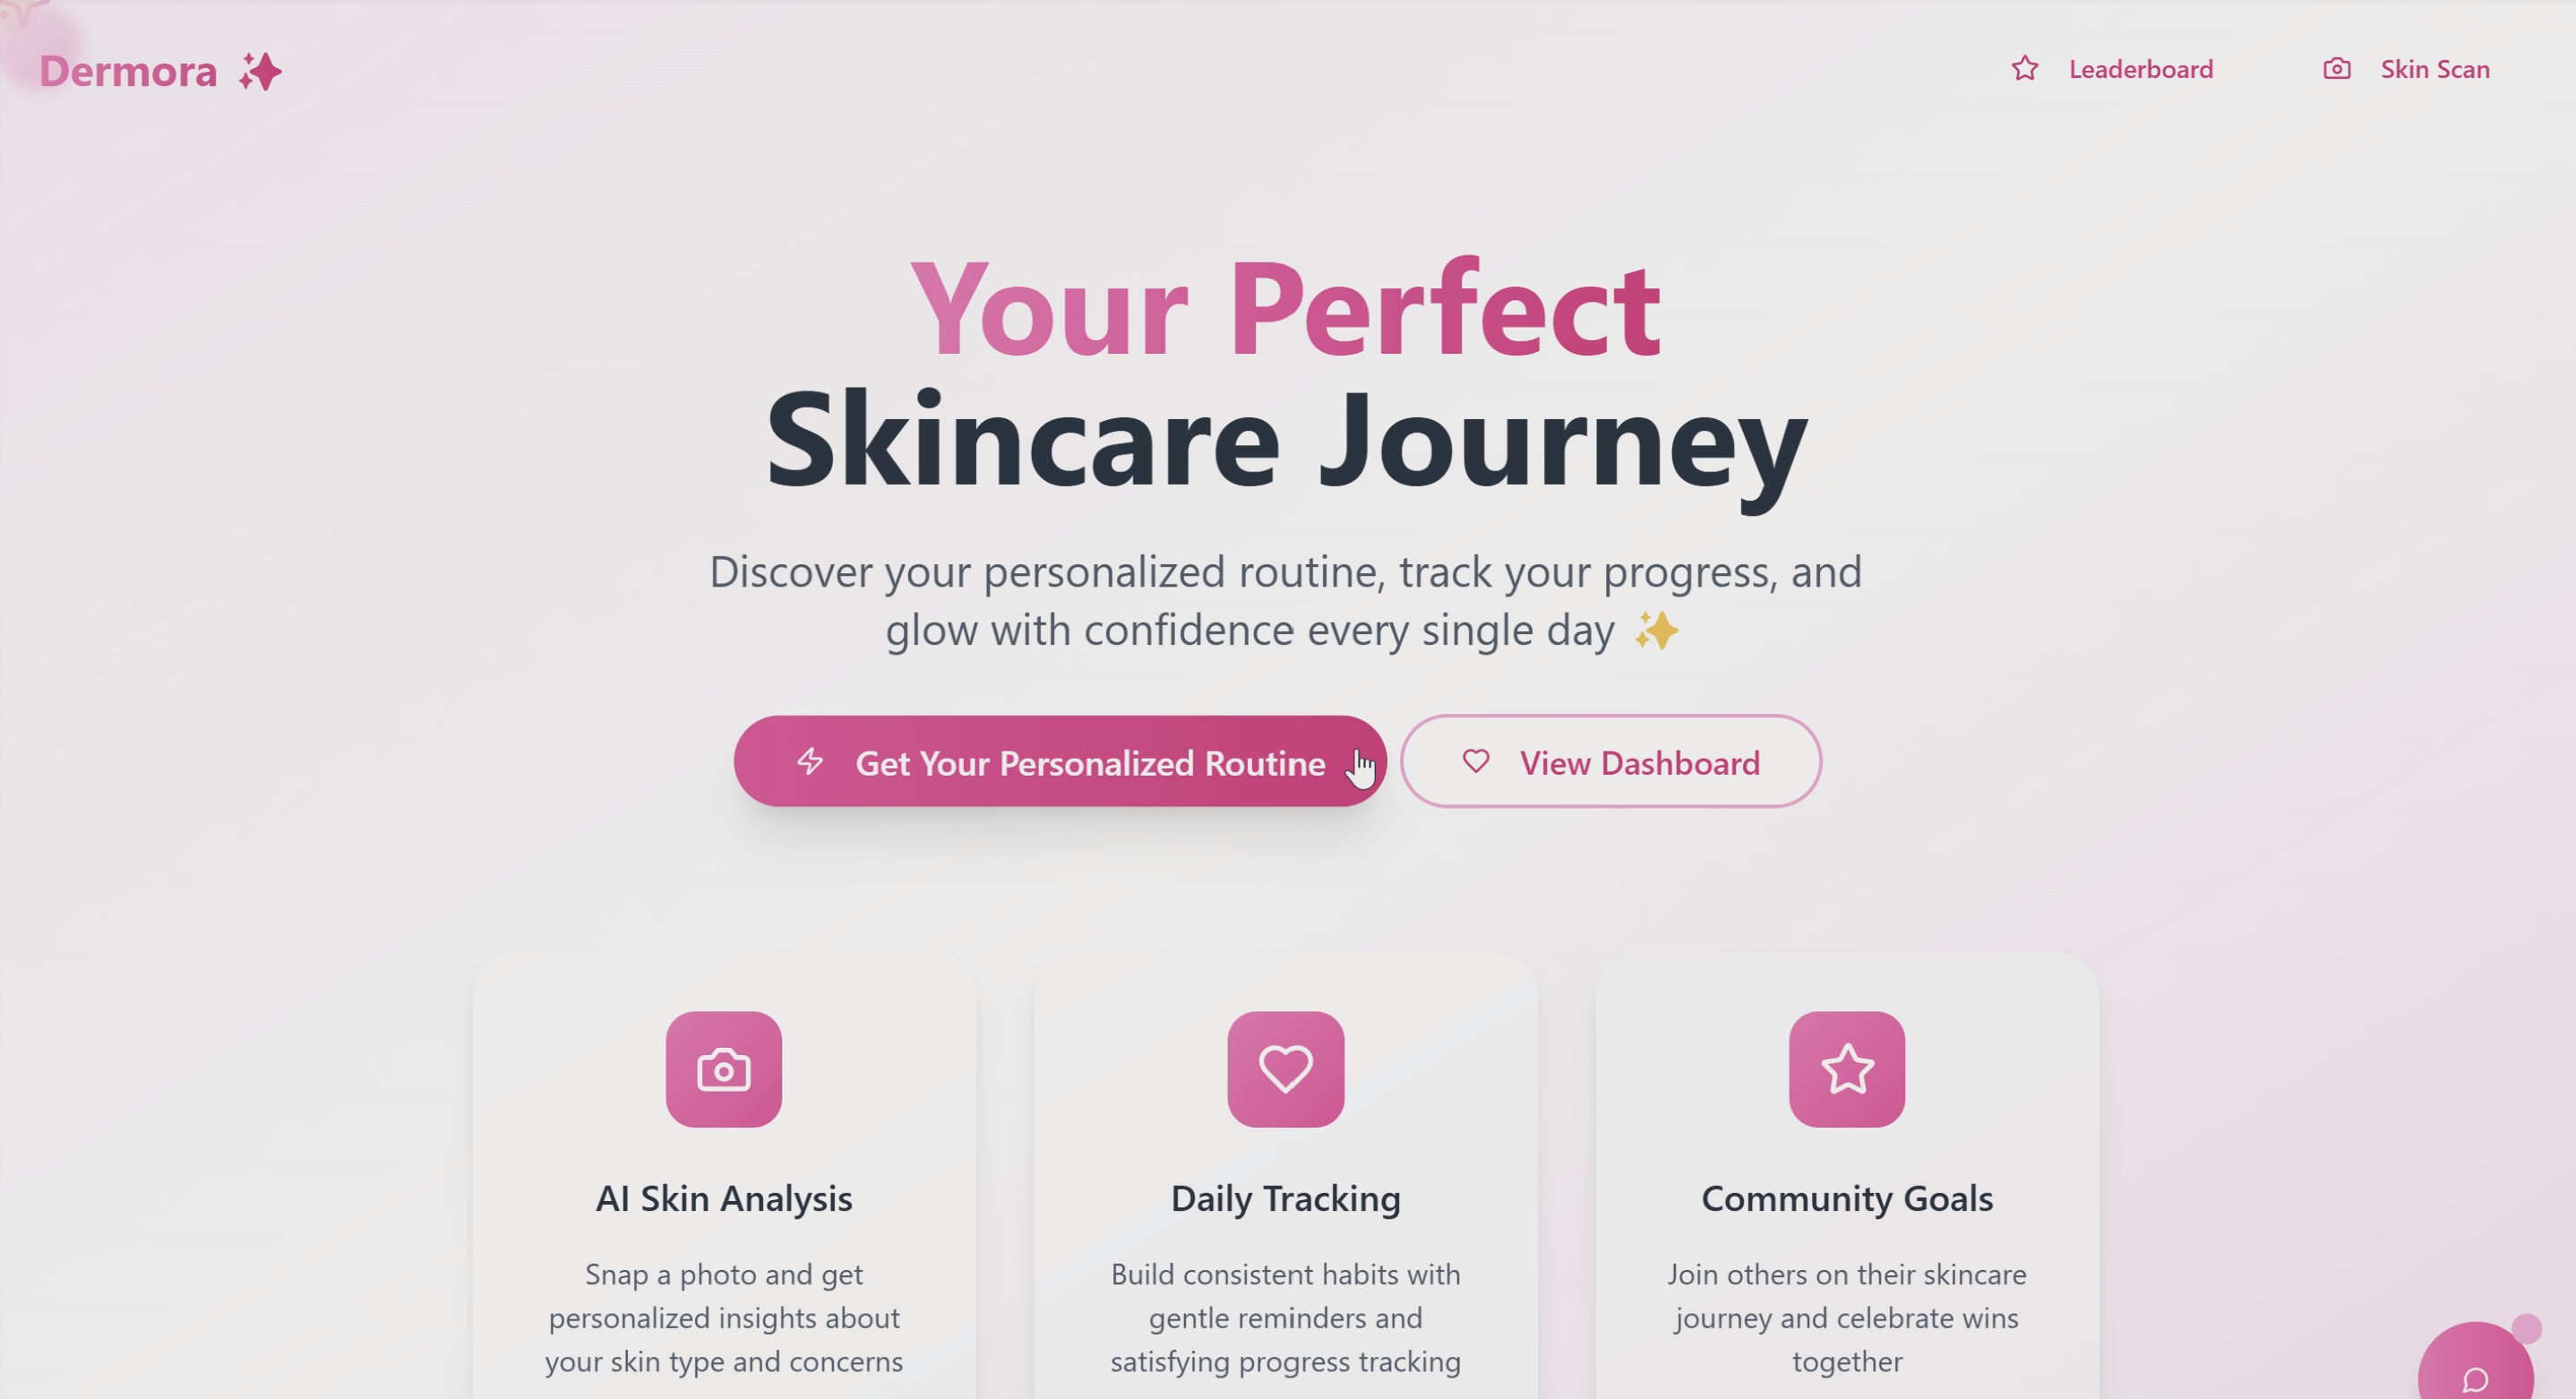 Dermora
Leaderboard
Skin Scan
Your Perfect
Skincare Journey
Discover your personalized routine, track your progress, and
glow with confidence every single day
Get Your Personalized Routine
View Dashboard
AI Skin Analysis
Snap a photo and get
personalized insights about
your skin type and concerns
Daily Tracking
Build consistent habits with
gentle reminders and
satisfying progress tracking
Community Goals
Join others on their skincare
journey and celebrate wins
together